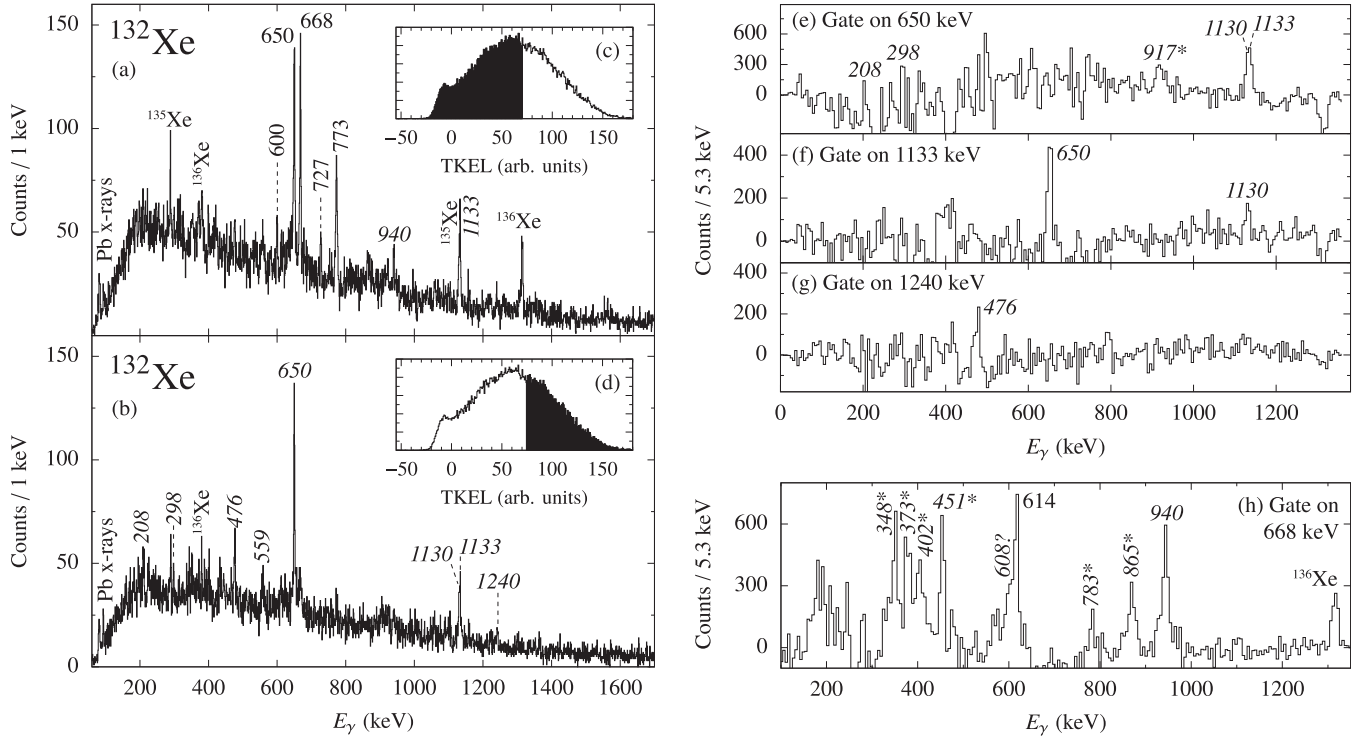 150
100
50
Counts / 1 keV
¹³²Xe
(a)
Pb x-rays
¹³⁵Xe
¹³⁶Xe
600
650
668
727
773
940
¹³⁵Xe
1133
¹³⁶Xe
(c)
−50 0 50 100 150
TKEL (arb. units)
150
100
50
0
Counts / 1 keV
¹³²Xe
(b)
Pb x-rays
208
298
¹³⁶Xe
476
559
650
1130
1133
1240
(d)
−50 0 50 100 150
TKEL (arb. units)
200 400 600 800 1000 1200 1400 1600
Eγ (keV)
600
300
0
(e) Gate on 650 keV
208
298
917*
1130
1133
400
200
0
Counts / 5.3 keV
(f) Gate on 1133 keV
650
1130
400
200
0
(g) Gate on 1240 keV
476
0 200 400 600 800 1000 1200
Eγ (keV)
600
300
0
Counts / 5.3 keV
348*
373*
402*
451*
608?
614
783*
865*
940
(h) Gate on
668 keV
¹³⁶Xe
200 400 600 800 1000 1200
Eγ (keV)